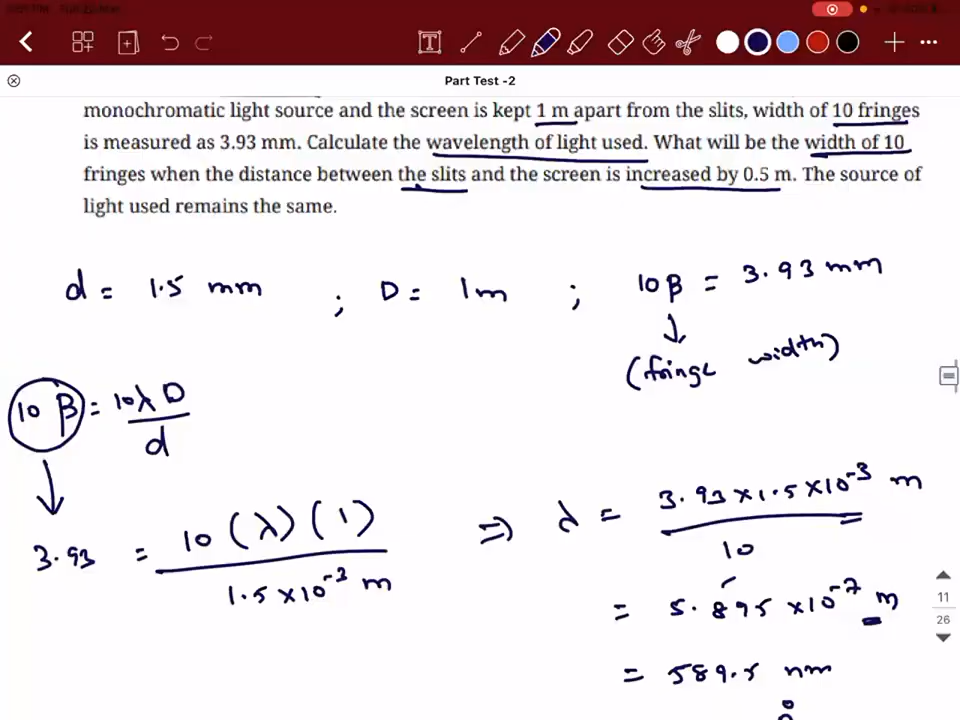 Part Test -2
monochromatic light source and the screen is kept 1 m apart from the slits, width of 10 fringes
is measured as 3.93 mm. Calculate the wavelength of light used. What will be the width of 10
fringes when the distance between the slits and the screen is increased by 0.5 m. The source of
light used remains the same.
d = 1.5 mm ; D = 1m ; 10β = 3.93 mm
↓
(fringe width)
10 β = 10λD / d
↓
3.93 = 10 (λ) (1) / 1.5 × 10⁻³ m ⇒ λ = 3.93 × 1.5 × 10⁻³ m / 10
= 5.895 × 10⁻⁷ m
= 589.5 nm
11
26